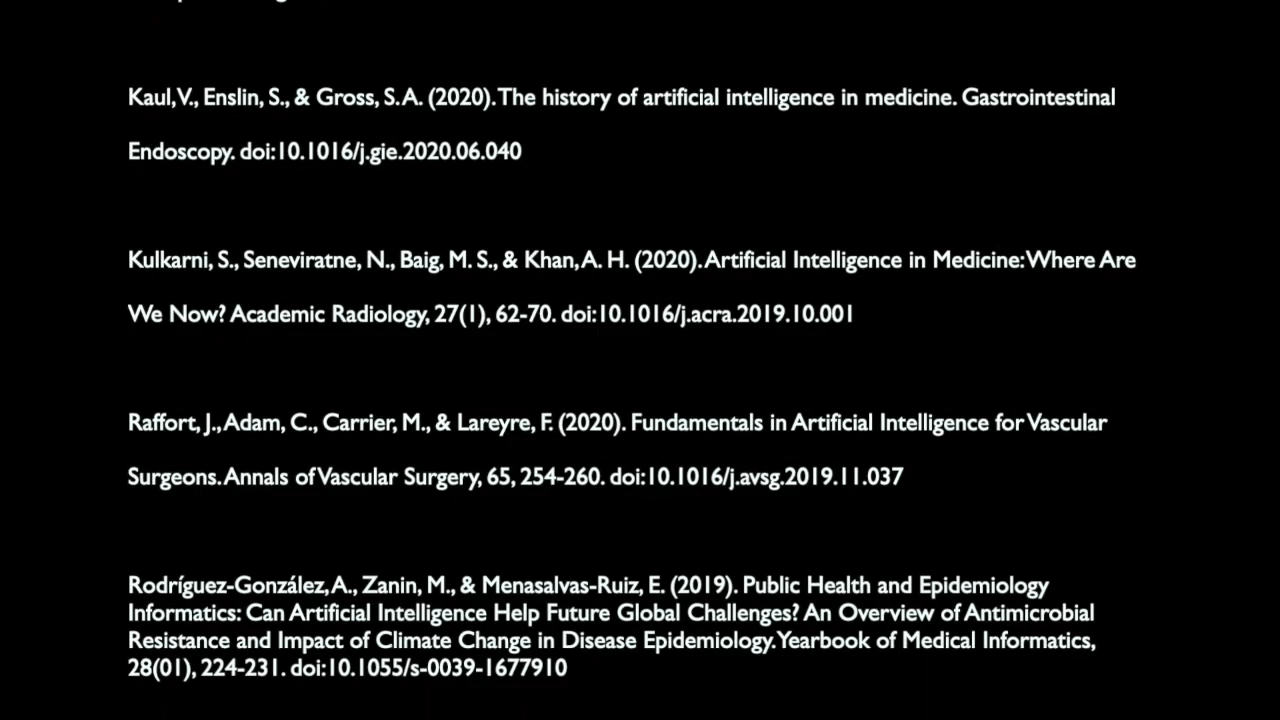 Kaul, V., Enslin, S., & Gross, S. A. (2020). The history of artificial intelligence in medicine. Gastrointestinal
Endoscopy. doi:10.1016/j.gie.2020.06.040
Kulkarni, S., Seneviratne, N., Baig, M. S., & Khan, A. H. (2020). Artificial Intelligence in Medicine: Where Are
We Now? Academic Radiology, 27(1), 62-70. doi:10.1016/j.acra.2019.10.001
Raffort, J., Adam, C., Carrier, M., & Lareyre, F. (2020). Fundamentals in Artificial Intelligence for Vascular
Surgeons. Annals of Vascular Surgery, 65, 254-260. doi:10.1016/j.avsg.2019.11.037
Rodríguez-González, A., Zanin, M., & Menasalvas-Ruiz, E. (2019). Public Health and Epidemiology
Informatics: Can Artificial Intelligence Help Future Global Challenges? An Overview of Antimicrobial
Resistance and Impact of Climate Change in Disease Epidemiology. Yearbook of Medical Informatics,
28(01), 224-231. doi:10.1055/s-0039-1677910